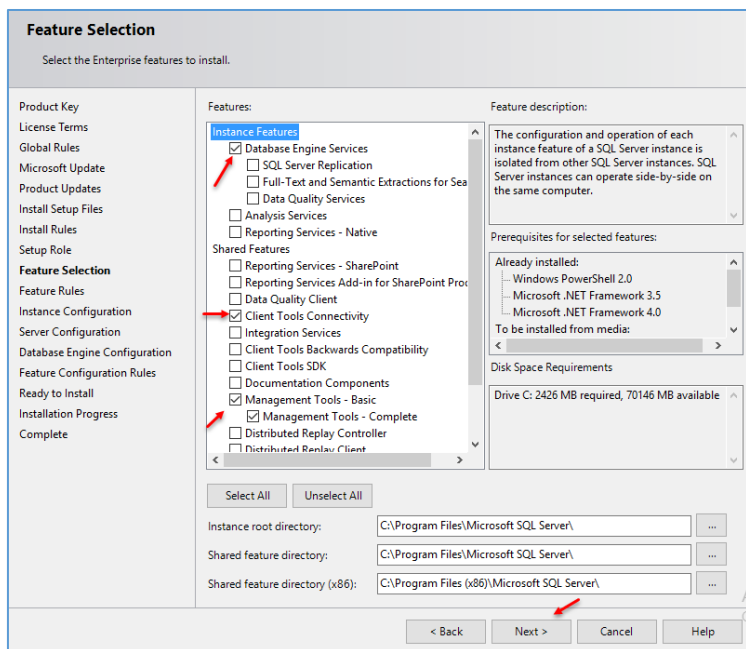 Feature Selection
Select the Enterprise features to install.
Product Key
License Terms
Global Rules
Microsoft Update
Product Updates
Install Setup Files
Install Rules
Setup Role
Feature Selection
Feature Rules
Instance Configuration
Server Configuration
Database Engine Configuration
Feature Configuration Rules
Ready to Install
Installation Progress
Complete
Features:
Instance Features
Database Engine Services
SQL Server Replication
Full-Text and Semantic Extractions for Sea
Data Quality Services
Analysis Services
Reporting Services - Native
Shared Features
Reporting Services - SharePoint
Reporting Services Add-in for SharePoint Proc
Data Quality Client
Client Tools Connectivity
Integration Services
Client Tools Backwards Compatibility
Client Tools SDK
Documentation Components
Management Tools - Basic
Management Tools - Complete
Distributed Replay Controller
Distributed Replay Client
Feature description:
The configuration and operation of each
instance feature of a SQL Server instance is
isolated from other SQL Server instances. SQL
Server instances can operate side-by-side on
the same computer.
Prerequisites for selected features:
Already installed:
Windows PowerShell 2.0
Microsoft .NET Framework 3.5
Microsoft .NET Framework 4.0
To be installed from media:
Disk Space Requirements
Drive C: 2426 MB required, 70146 MB available
Select All
Unselect All
Instance root directory:
C:\Program Files\Microsoft SQL Server\
...
Shared feature directory:
C:\Program Files\Microsoft SQL Server\
...
Shared feature directory (x86):
C:\Program Files (x86)\Microsoft SQL Server\
...
< Back
Next >
Cancel
Help